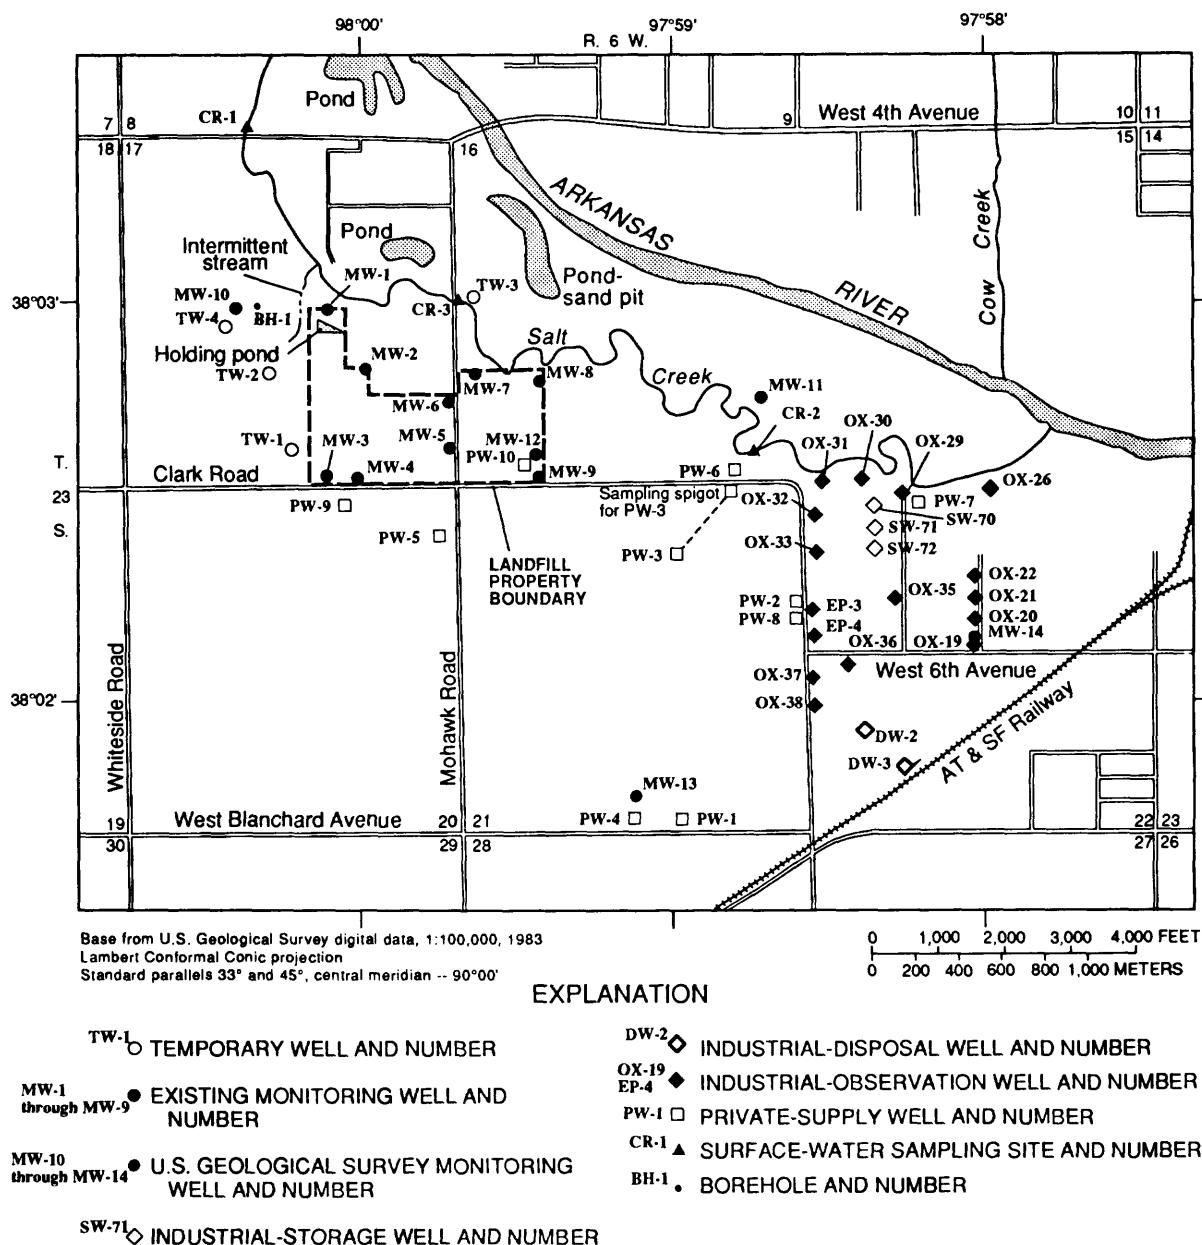 98°00'
97°59'
97°58'
R. 6 W.
Pond
CR-1
7 8
18 17
16
9
West 4th Avenue
10 11
15 14
ARKANSAS
RIVER
Cow Creek
Intermittent
stream
Pond
MW-1
TW-3
Pond-
sand pit
38°03'
MW-10
TW-4
BH-1
CR-3
Holding pond
TW-2
MW-2
Salt
Creek
MW-7
MW-8
MW-11
MW-6
CR-2
OX-30
OX-31
OX-29
TW-1
MW-3
MW-5
MW-12
PW-10
T.
Clark Road
MW-4
MW-9
PW-6
OX-26
23
S.
PW-9
Sampling spigot
for PW-3
OX-32
PW-7
SW-70
PW-5
SW-71
PW-3
OX-33
SW-72
LANDFILL
PROPERTY
BOUNDARY
OX-22
PW-2
EP-3
OX-35
OX-21
PW-8
EP-4
OX-20
OX-36
OX-19
MW-14
Whiteside Road
Mohawk Road
OX-37
West 6th Avenue
38°02'
OX-38
DW-2
DW-3
AT & SF Railway
MW-13
19
West Blanchard Avenue
20 21
PW-4
PW-1
22 23
30
29 28
27 26
Base from U.S. Geological Survey digital data, 1:100,000, 1983
Lambert Conformal Conic projection
Standard parallels 33° and 45°, central meridian -- 90°00'
0 1,000 2,000 3,000 4,000 FEET
0 200 400 600 800 1,000 METERS
EXPLANATION
TW-1 TEMPORARY WELL AND NUMBER
MW-1
through MW-9 EXISTING MONITORING WELL AND
NUMBER
MW-10
through MW-14 U.S. GEOLOGICAL SURVEY MONITORING
WELL AND NUMBER
SW-71 INDUSTRIAL-STORAGE WELL AND NUMBER
DW-2 INDUSTRIAL-DISPOSAL WELL AND NUMBER
OX-19
EP-4 INDUSTRIAL-OBSERVATION WELL AND NUMBER
PW-1 PRIVATE-SUPPLY WELL AND NUMBER
CR-1 SURFACE-WATER SAMPLING SITE AND NUMBER
BH-1 BOREHOLE AND NUMBER